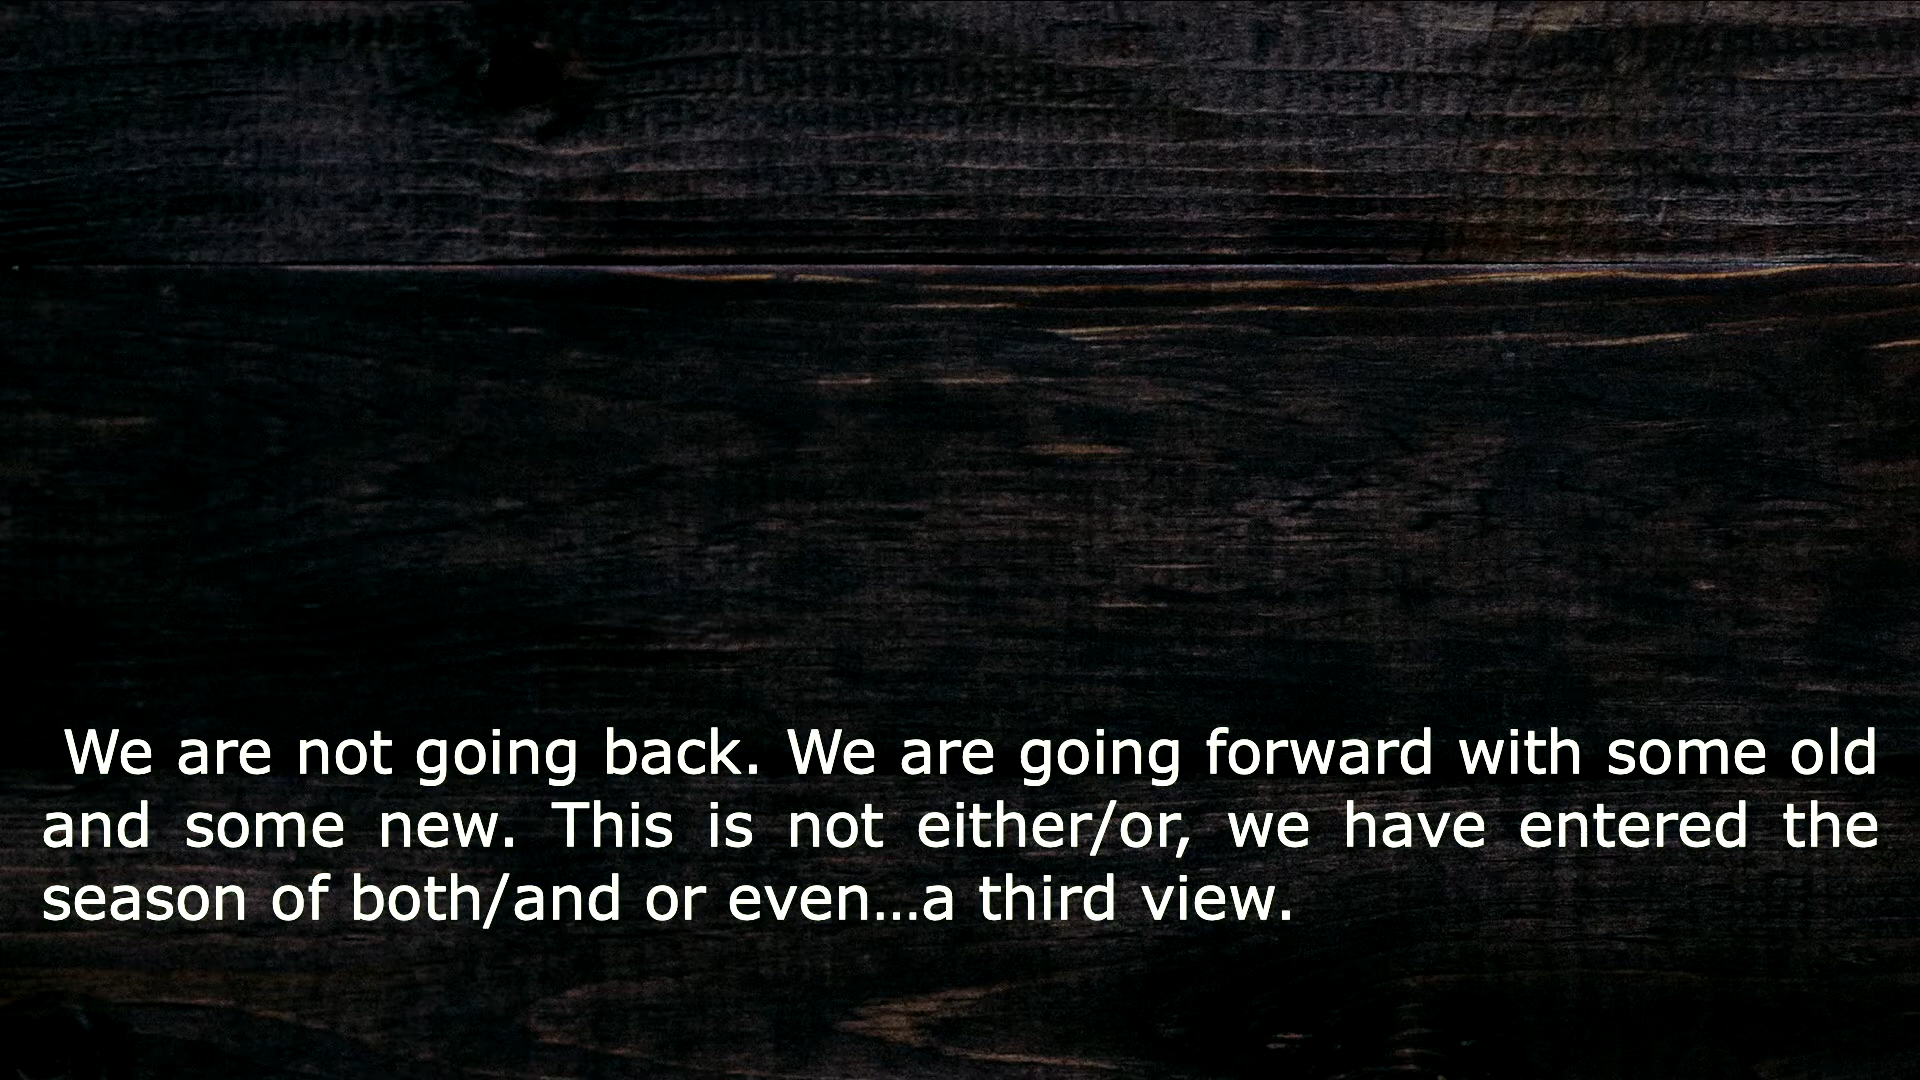 We are not going back. We are going forward with some old
and some new. This is not either/or, we have entered the
season of both/and or even...a third view.